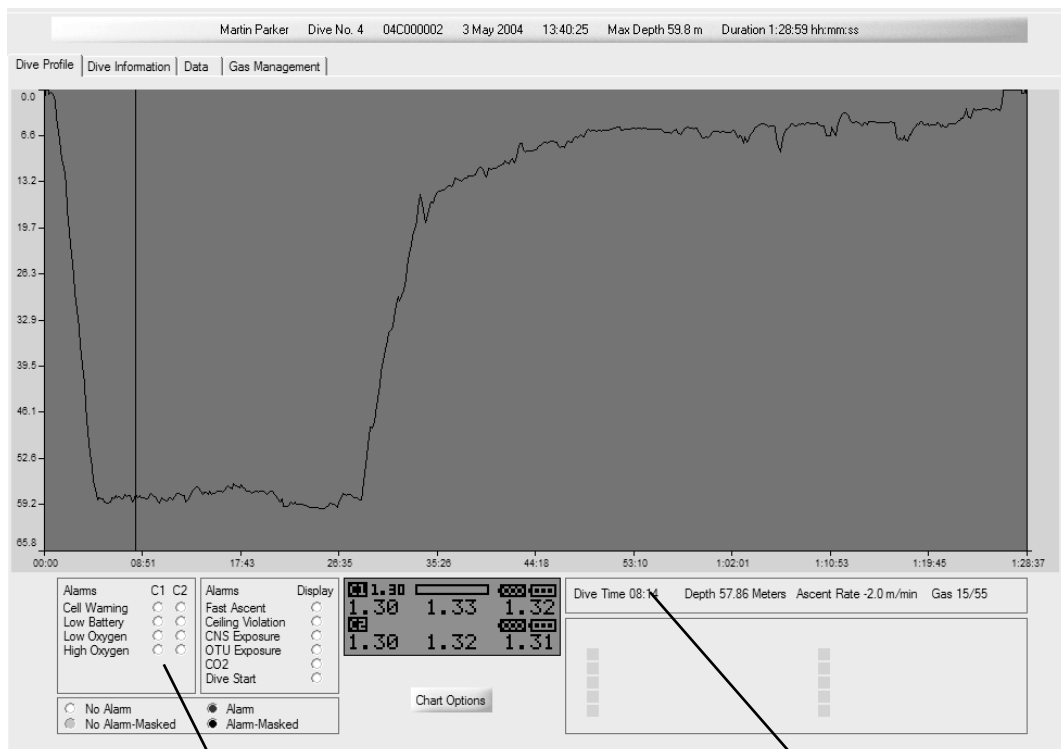 Martin Parker Dive No. 4 04C000002 3 May 2004 13:40:25 Max Depth 59.8 m Duration 1:28:59 hh:mm:ss
Dive Profile Dive Information Data Gas Management
0.0
6.6
13.2
19.7
26.3
32.9
39.5
46.1
52.6
59.2
65.8
00:00 08:51 17:43 26:35 35:26 44:18 53:10 1:02:01 1:10:53 1:19:45 1:28:37
Alarms C1 C2
Cell Warning
Low Battery
Low Oxygen
High Oxygen
Alarms Display
Fast Ascent
Ceiling Violation
CNS Exposure
OTU Exposure
CO2
Dive Start
No Alarm Alarm
No Alarm-Masked Alarm-Masked
C1 1.30
1.30 1.33 1.32
C2
1.30 1.32 1.31
Chart Options
Dive Time 08:14 Depth 57.86 Meters Ascent Rate -2.0 m/min Gas 15/55